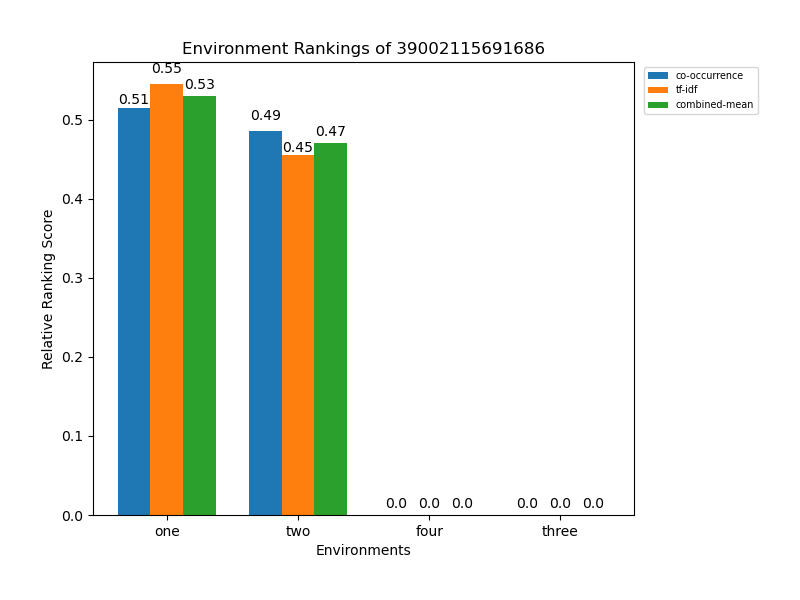 Environment Rankings of 39002115691686
co-occurrence
tf-idf
combined-mean
0.51
0.55
0.53
0.49
0.45
0.47
0.0 0.0 0.0
0.0 0.0 0.0
Relative Ranking Score
0.5
0.4
0.3
0.2
0.1
0.0
one two four three
Environments